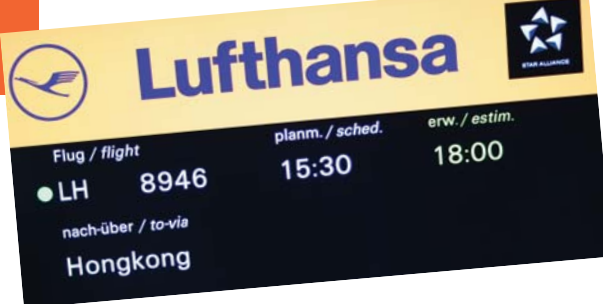 Lufthansa
STAR ALLIANCE
Flug / flight planm. / sched. erw. / estim.
LH 8946 15:30 18:00
nach-über / to-via
Hongkong